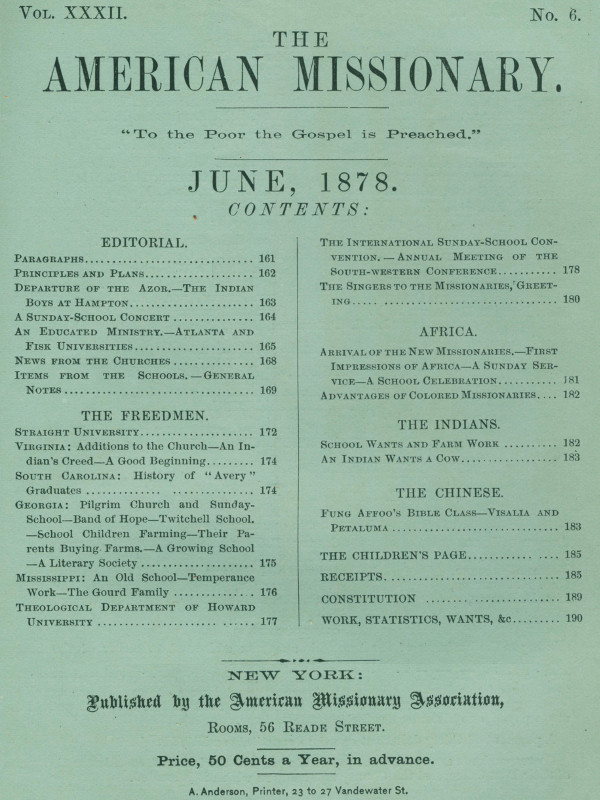 VOL. XXXII.
No. 6.
THE
AMERICAN MISSIONARY.
“To the Poor the Gospel is Preached.”
JUNE, 1878.
CONTENTS:
EDITORIAL.
PARAGRAPHS................................ 161
PRINCIPLES AND PLANS..................... 162
DEPARTURE OF THE AZOR.—THE INDIAN
BOYS AT HAMPTON........................ 163
A SUNDAY-SCHOOL CONCERT ................ 164
AN EDUCATED MINISTRY.—ATLANTA AND
FISK UNIVERSITIES....................... 165
NEWS FROM THE CHURCHES ................ 168
ITEMS FROM THE SCHOOLS.—GENERAL
NOTES .................................... 169
THE FREEDMEN.
STRAIGHT UNIVERSITY..................... 172
VIRGINIA: Additions to the Church—An In-
dian's Creed—A Good Beginning......... 174
SOUTH CAROLINA: History of “Avery”
Graduates .............. ............... 174
GEORGIA: Pilgrim Church and Sunday-
School—Band of Hope—Twitchell School.
—School Children Farming—Their Pa-
rents Buying Farms.—A Growing School
—A Literary Society ..................... 175
MISSISSIPPI: An Old School—Temperance
Work—The Gourd Family ............... 176
THEOLOGICAL DEPARTMENT OF HOWARD
UNIVERSITY ...................... ...... 177
THE INTERNATIONAL SUNDAY-SCHOOL CON-
VENTION.—ANNUAL MEETING OF THE
SOUTH-WESTERN CONFERENCE........... 178
THE SINGERS TO THE MISSIONARIES, GREET-
ING..... ................................. 180
AFRICA.
ARRIVAL OF THE NEW MISSIONARIES.—FIRST
IMPRESSIONS OF AFRICA—A SUNDAY SER-
VICE—A SCHOOL CELEBRATION........... 181
ADVANTAGES OF COLORED MISSIONARIES.... 182
THE INDIANS.
SCHOOL WANTS AND FARM WORK .......... 182
AN INDIAN WANTS A COW.................. 183
THE CHINESE.
FUNG AFFOO'S BIBLE CLASS—VISALIA AND
PETALUMA ................................ 183
THE CHILDREN'S PAGE............. ..... 185
RECEIPTS................................. 185
CONSTITUTION ......................... 189
WORK, STATISTICS, WANTS, &c......... 190
NEW YORK:
Published by the American Missionary Association,
ROOMS, 56 READE STREET.
Price, 50 Cents a Year, in advance.
A. Anderson, Printer, 23 to 27 Vandewater St.